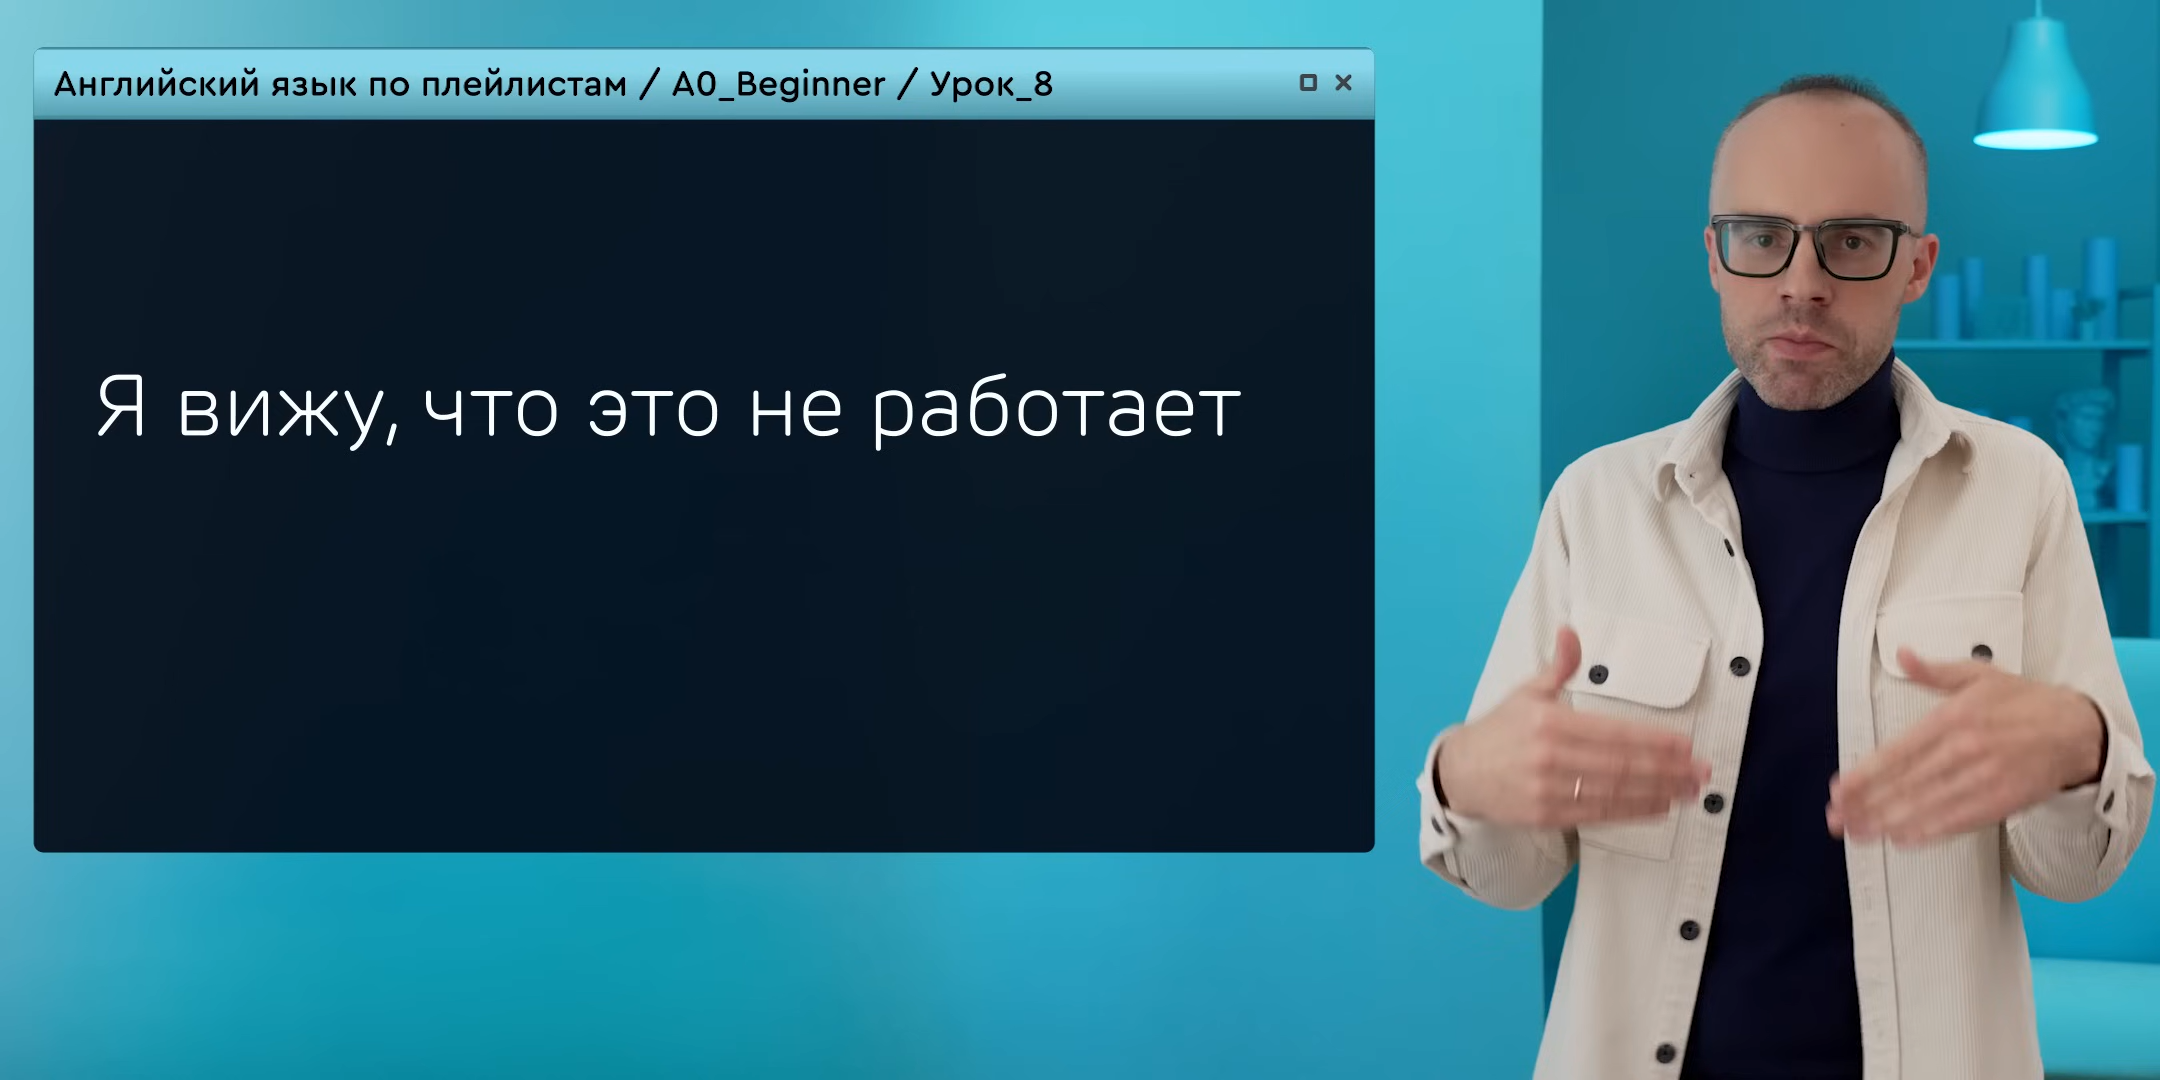 Английский язык по плейлистам / A0_Beginner / Урок_8
Я вижу, что это не работает